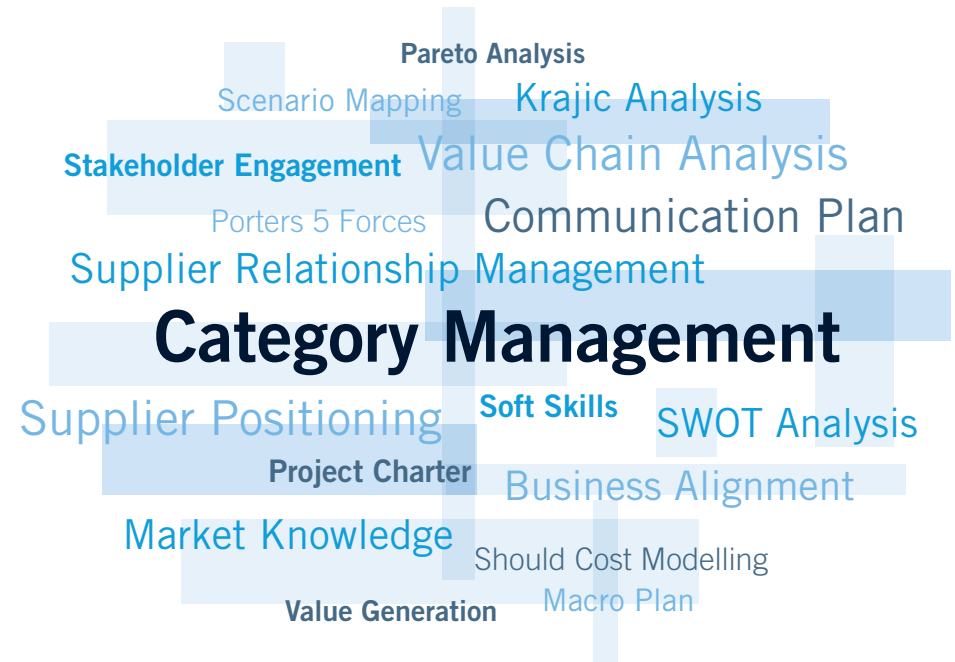 Pareto Analysis
Scenario Mapping
Krajic Analysis
Stakeholder Engagement
Value Chain Analysis
Porters 5 Forces
Communication Plan
Supplier Relationship Management
Category Management
Supplier Positioning
Soft Skills
SWOT Analysis
Project Charter
Business Alignment
Market Knowledge
Should Cost Modelling
Value Generation
Macro Plan